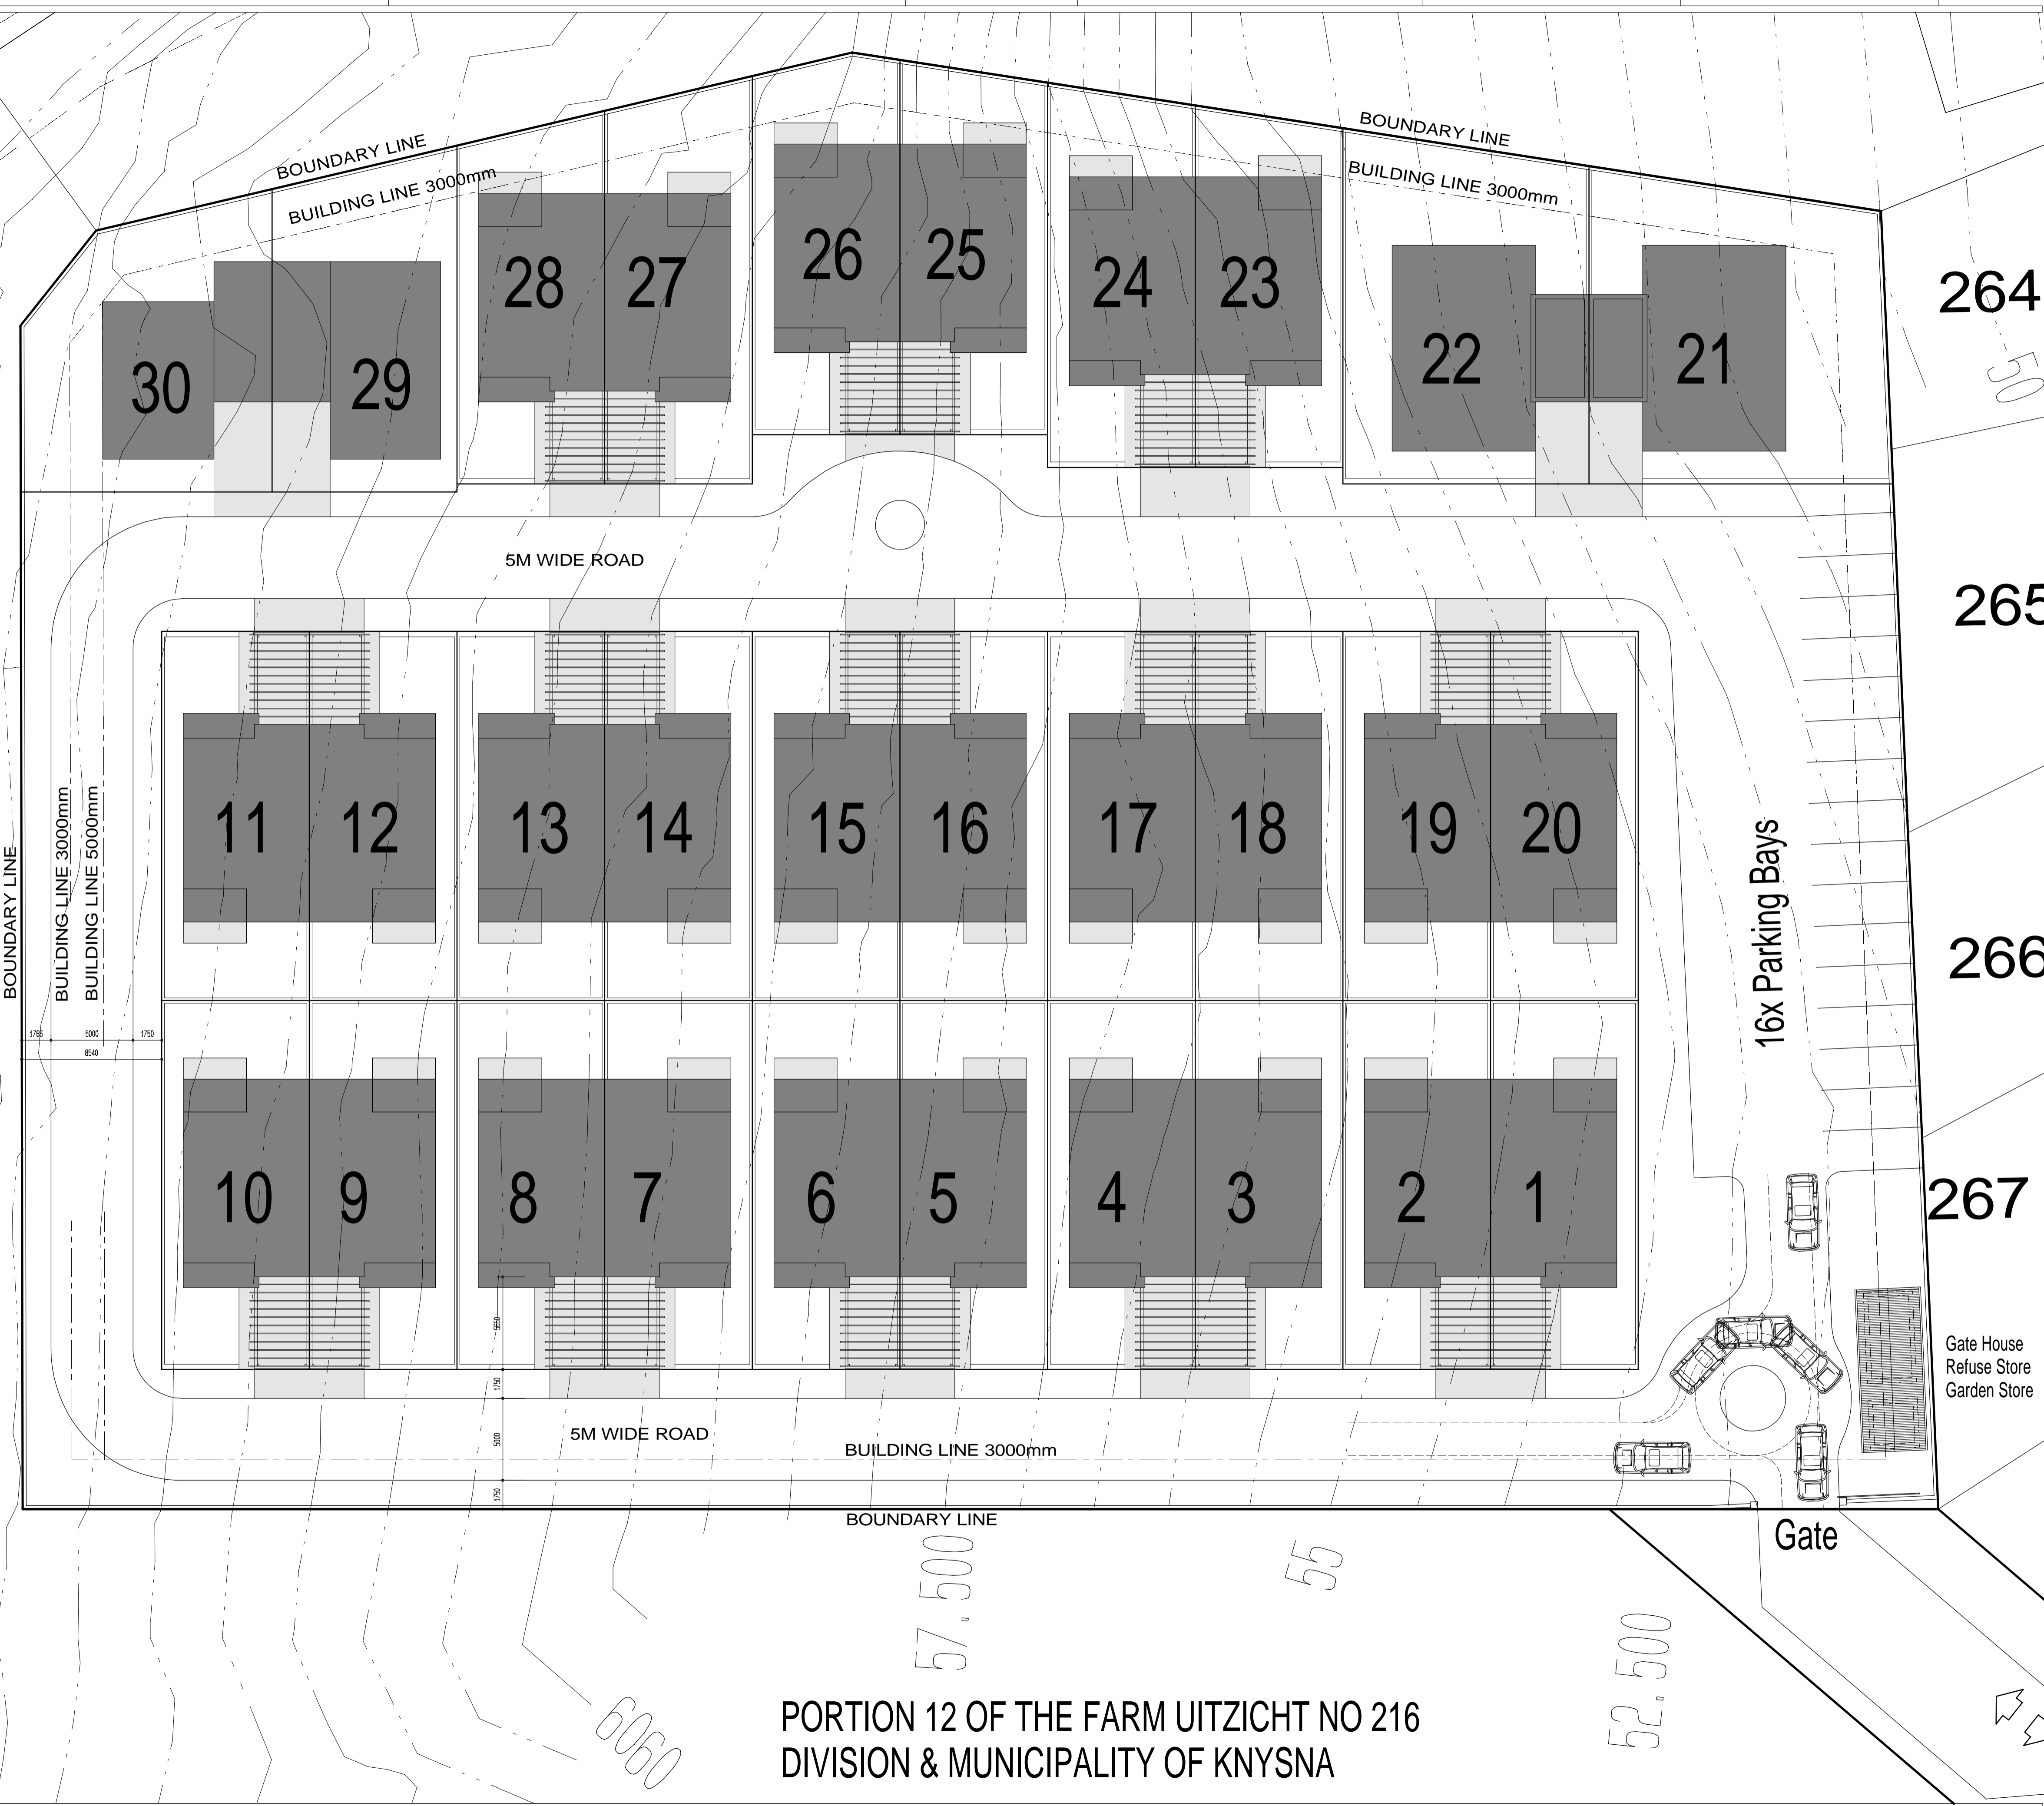 BOUNDARY LINE
BOUNDARY LINE
BUILDING LINE 3000mm
BUILDING LINE 3000mm
30
29
28
27
26
25
24
23
22
21
264
50
5M WIDE ROAD
265
11
12
13
14
15
16
17
18
19
20
16x Parking Bays
BOUNDARY LINE
BUILDING LINE 3000mm
BUILDING LINE 5000mm
266
1785
5000
1750
8540
10
9
8
7
6
5
4
3
2
1
267
5650
1750
5000
1750
Gate House
Refuse Store
Garden Store
5M WIDE ROAD
BUILDING LINE 3000mm
BOUNDARY LINE
Gate
57.500
55
52.500
6060
PORTION 12 OF THE FARM UITZICHT NO 216
DIVISION & MUNICIPALITY OF KNYSNA